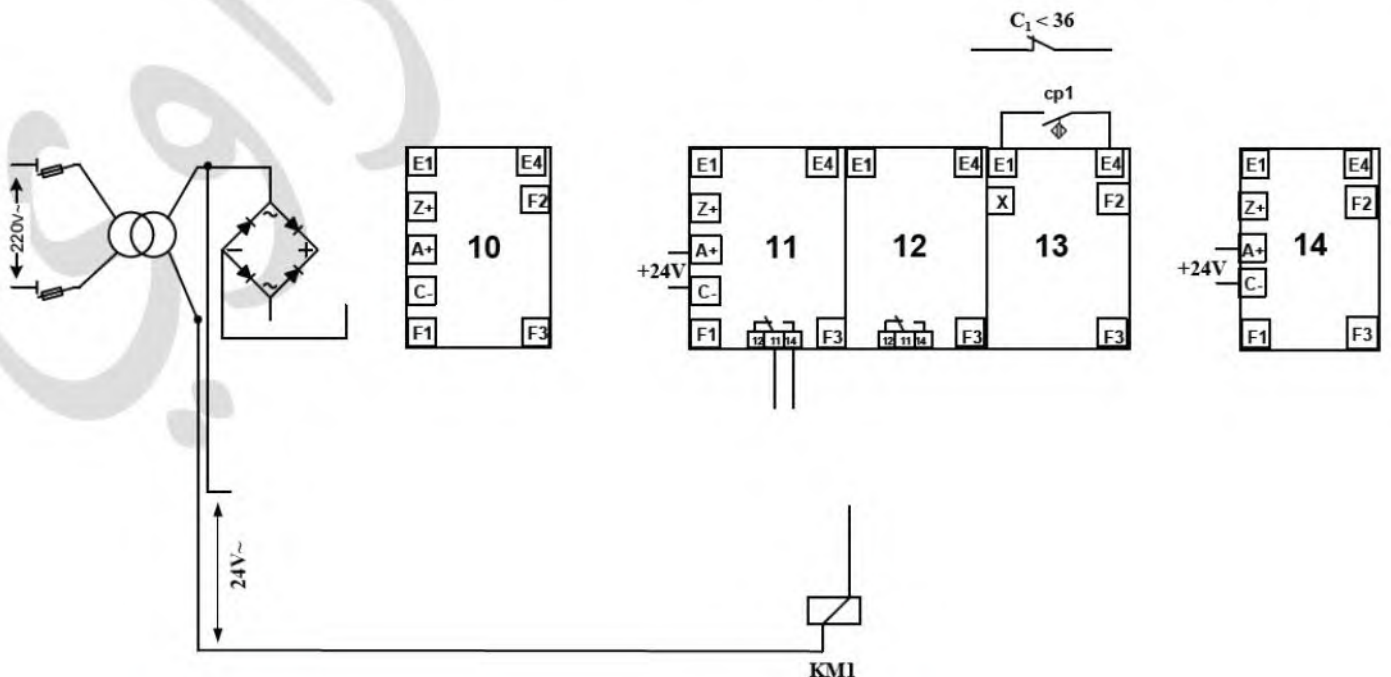 C₁ < 36
cp1
E1 E4 E1 E4 E1 E4 E1 E4 E1 E4
Z+ F2 Z+ X F2 Z+ F2
~220V~ A+ 10 +24V A+ 11 12 13 +24V A+ 14
C- C- C-
F1 F3 F1 12 11 14 F3 12 11 14 F3 F3 F1 F3
24V~
KM1